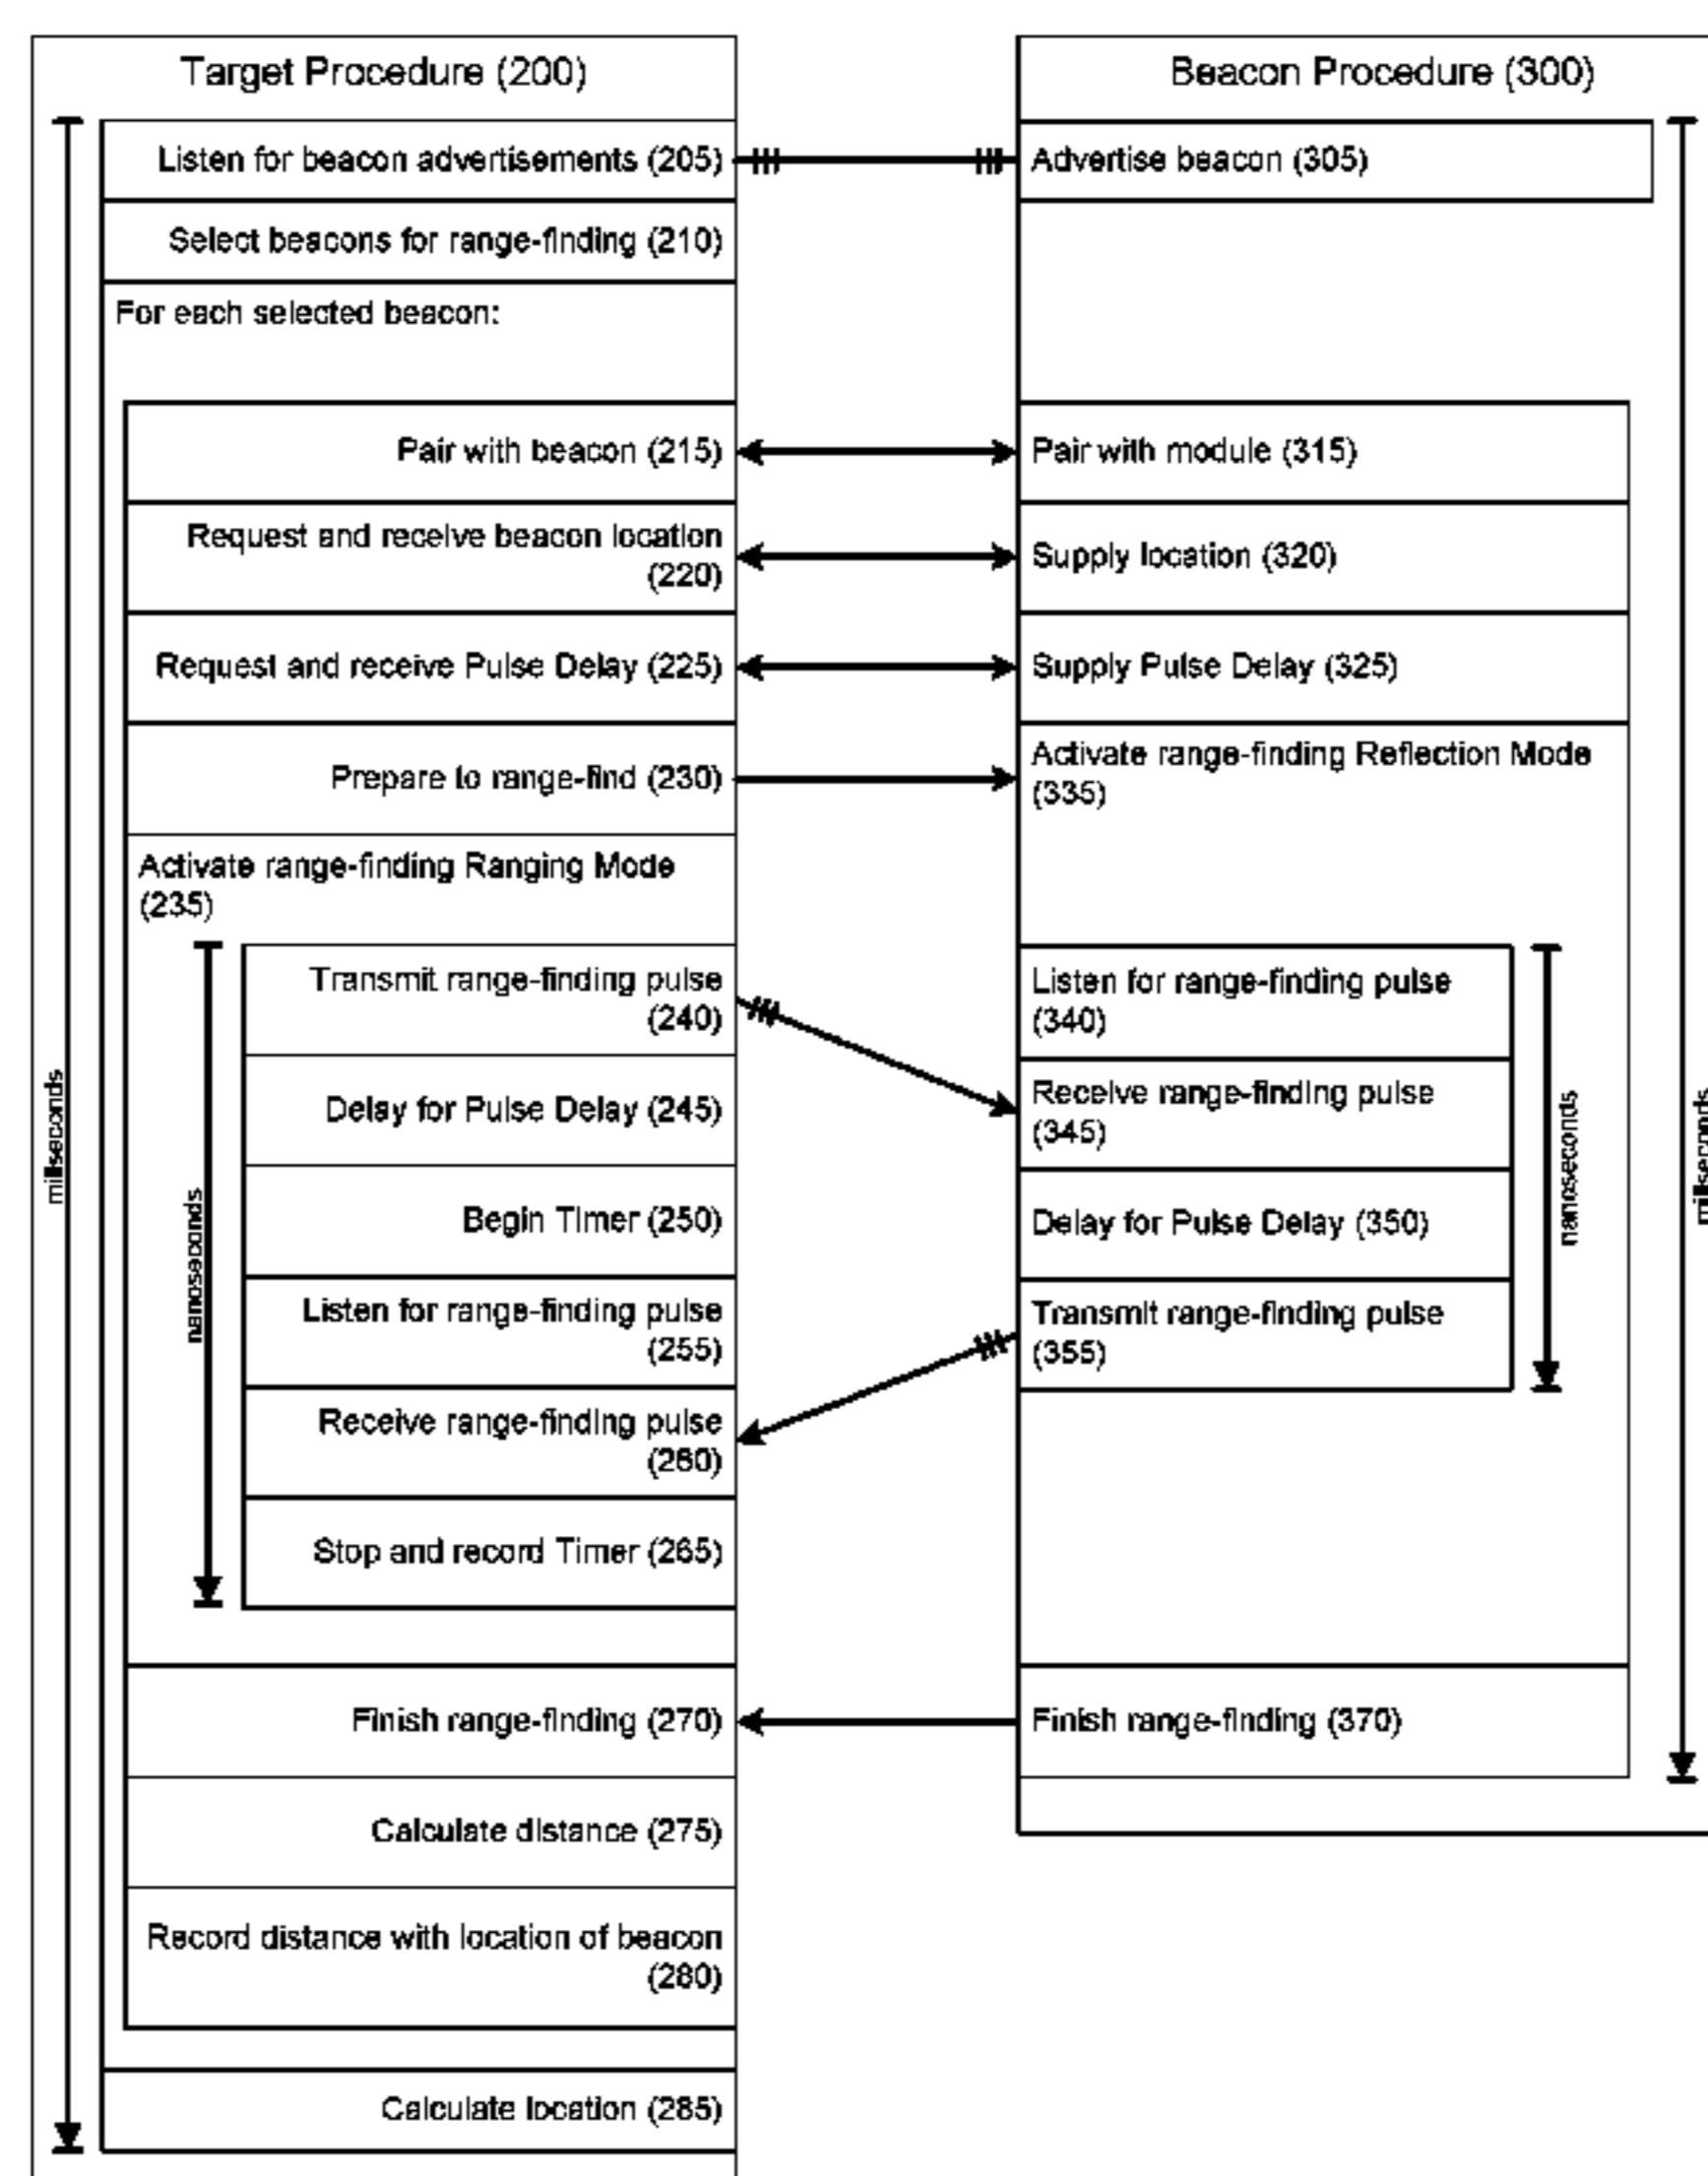 Target Procedure (200)
Listen for beacon advertisements (205)
Select beacons for range-finding (210)
For each selected beacon:
Pair with beacon (215)
Request and receive beacon location
(220)
Request and receive Pulse Delay (225)
Prepare to range-find (230)
Activate range-finding Ranging Mode
(235)
Transmit range-finding pulse
(240)
Delay for Pulse Delay (245)
Begin Timer (250)
Listen for range-finding pulse
(255)
Receive range-finding pulse
(260)
Stop and record Timer (265)
Finish range-finding (270)
Calculate distance (275)
Record distance with location of beacon
(280)
Calculate location (285)
milliseconds
nanoseconds
Beacon Procedure (300)
Advertise beacon (305)
Pair with module (315)
Supply location (320)
Supply Pulse Delay (325)
Activate range-finding Reflection Mode
(335)
Listen for range-finding pulse
(340)
Receive range-finding pulse
(345)
Delay for Pulse Delay (350)
Transmit range-finding pulse
(355)
Finish range-finding (370)
nanoseconds
milliseconds